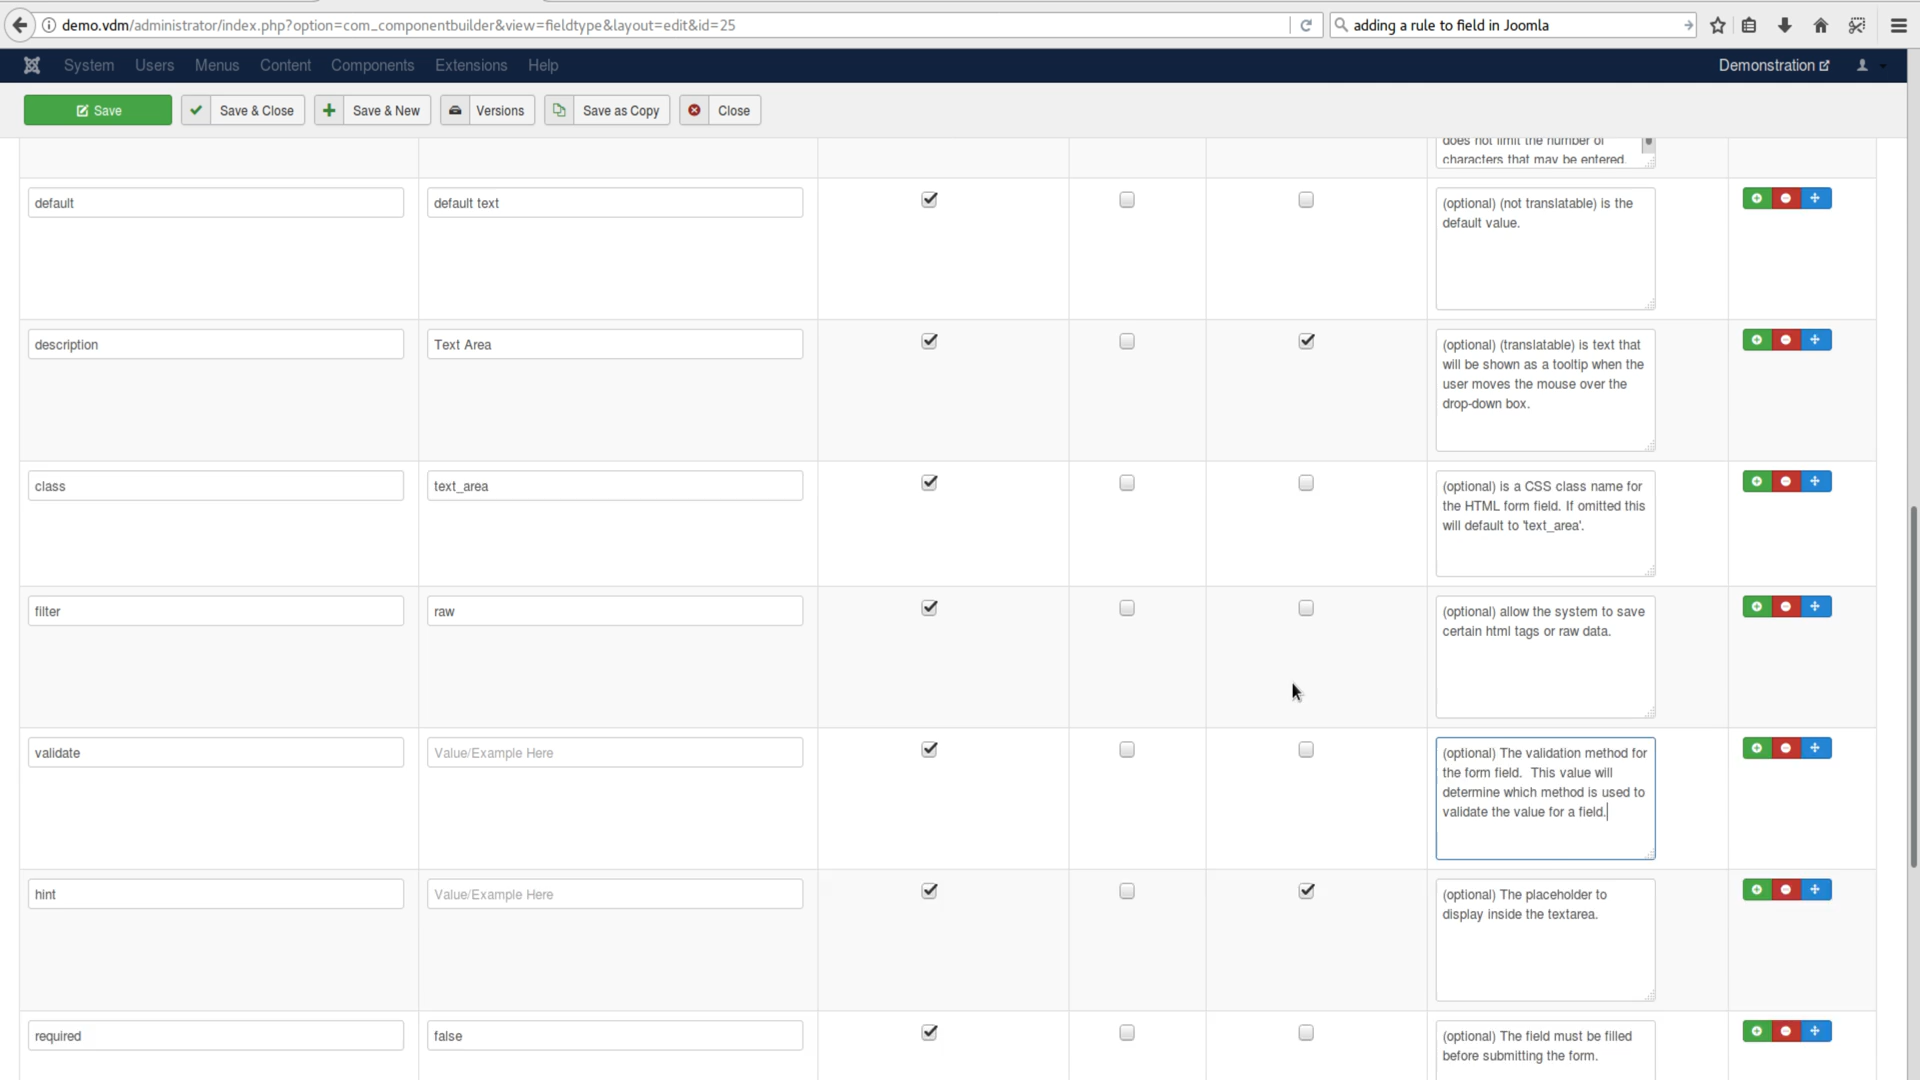 demo.vdm/administrator/index.php?option=com_componentbuilder&view=fieldtype&layout=edit&id=25
adding a rule to field in Joomla
System Users Menus Content Components Extensions Help
Demonstration
Save
Save & Close
Save & New
Versions
Save as Copy
Close
does not limit the number of
characters that may be entered.
default
default text
(optional) (not translatable) is the
default value.
description
Text Area
(optional) (translatable) is text that
will be shown as a tooltip when the
user moves the mouse over the
drop-down box.
class
text_area
(optional) is a CSS class name for
the HTML form field. If omitted this
will default to 'text_area'.
filter
raw
(optional) allow the system to save
certain html tags or raw data.
validate
Value/Example Here
(optional) The validation method for
the form field.  This value will
determine which method is used to
validate the value for a field.
hint
Value/Example Here
(optional) The placeholder to
display inside the textarea.
required
false
(optional) The field must be filled
before submitting the form.